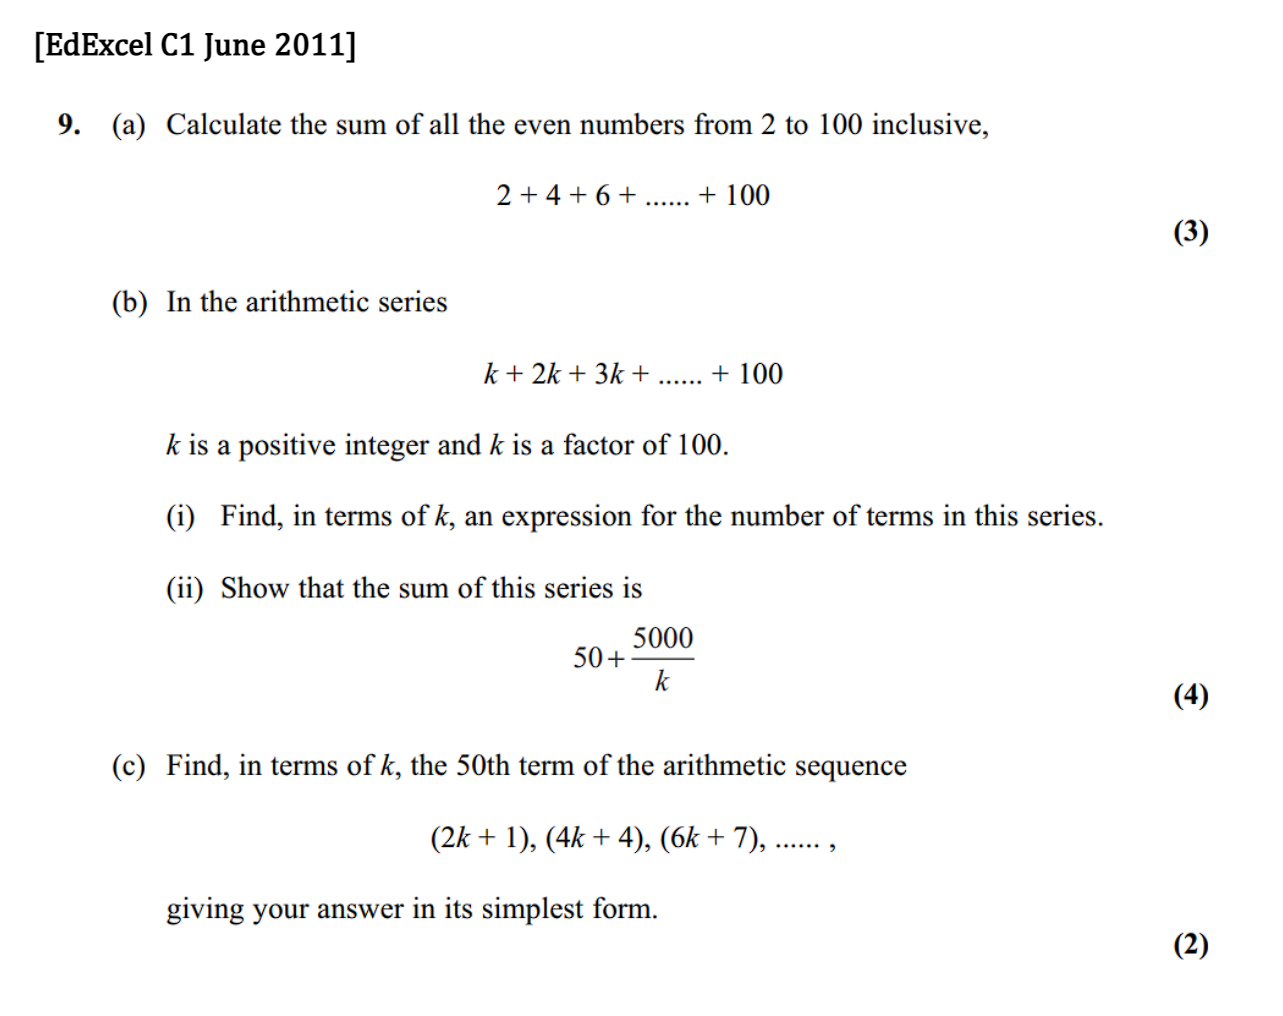 [EdExcel C1 June 2011]
9. (a) Calculate the sum of all the even numbers from 2 to 100 inclusive,
2 + 4 + 6 + ...... + 100
(3)
(b) In the arithmetic series
k + 2k + 3k + ...... + 100
k is a positive integer and k is a factor of 100.
(i) Find, in terms of k, an expression for the number of terms in this series.
(ii) Show that the sum of this series is
50 + 5000/k
(4)
(c) Find, in terms of k, the 50th term of the arithmetic sequence
(2k + 1), (4k + 4), (6k + 7), ...... ,
giving your answer in its simplest form.
(2)